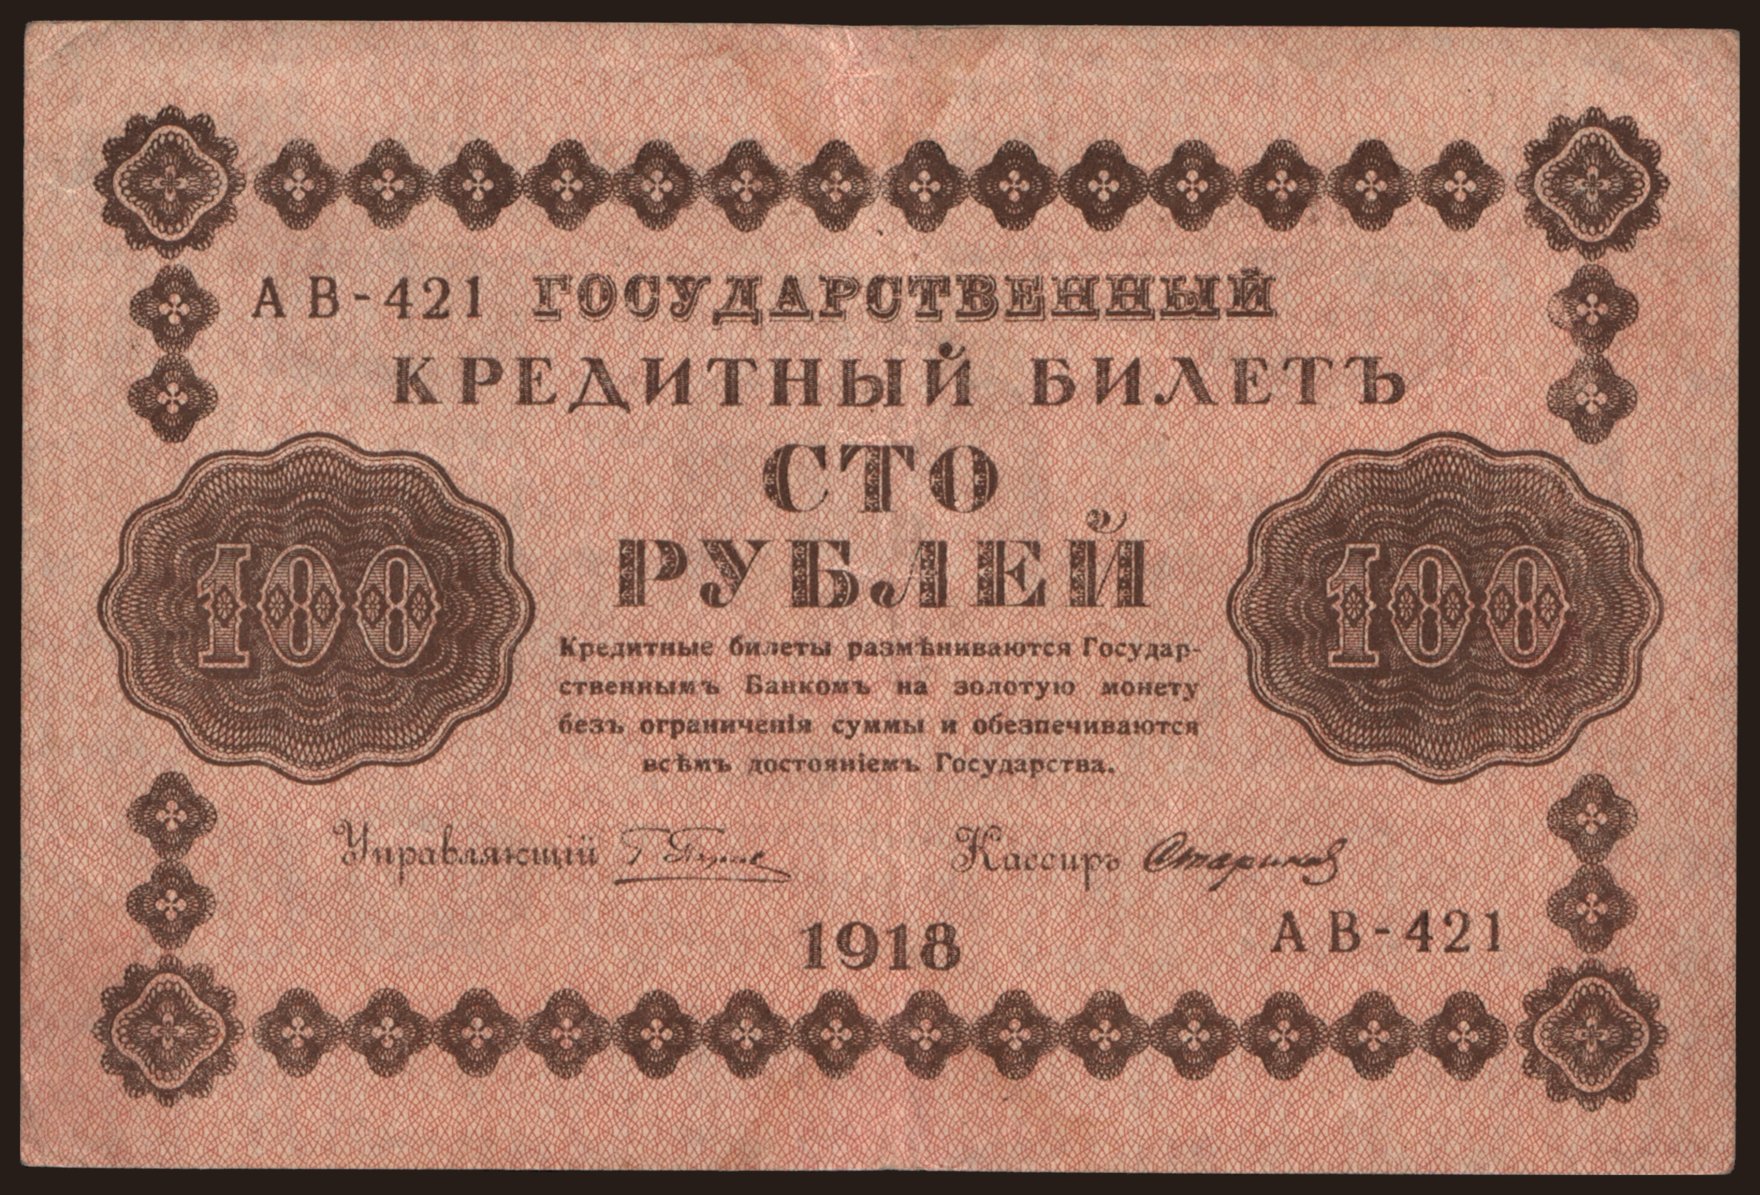 АВ-421 ГОСУДАРСТВЕННЫЙ
КРЕДИТНЫЙ БИЛЕТЪ
СТО
РУБЛЕЙ
100 100
Кредитные билеты размѣниваются Государ-
ственнымъ Банкомъ на золотую монету
безъ ограниченія суммы и обезпечиваются
всѣмъ достояніемъ Государства.
Управляющій Кассиръ
1918 АВ-421